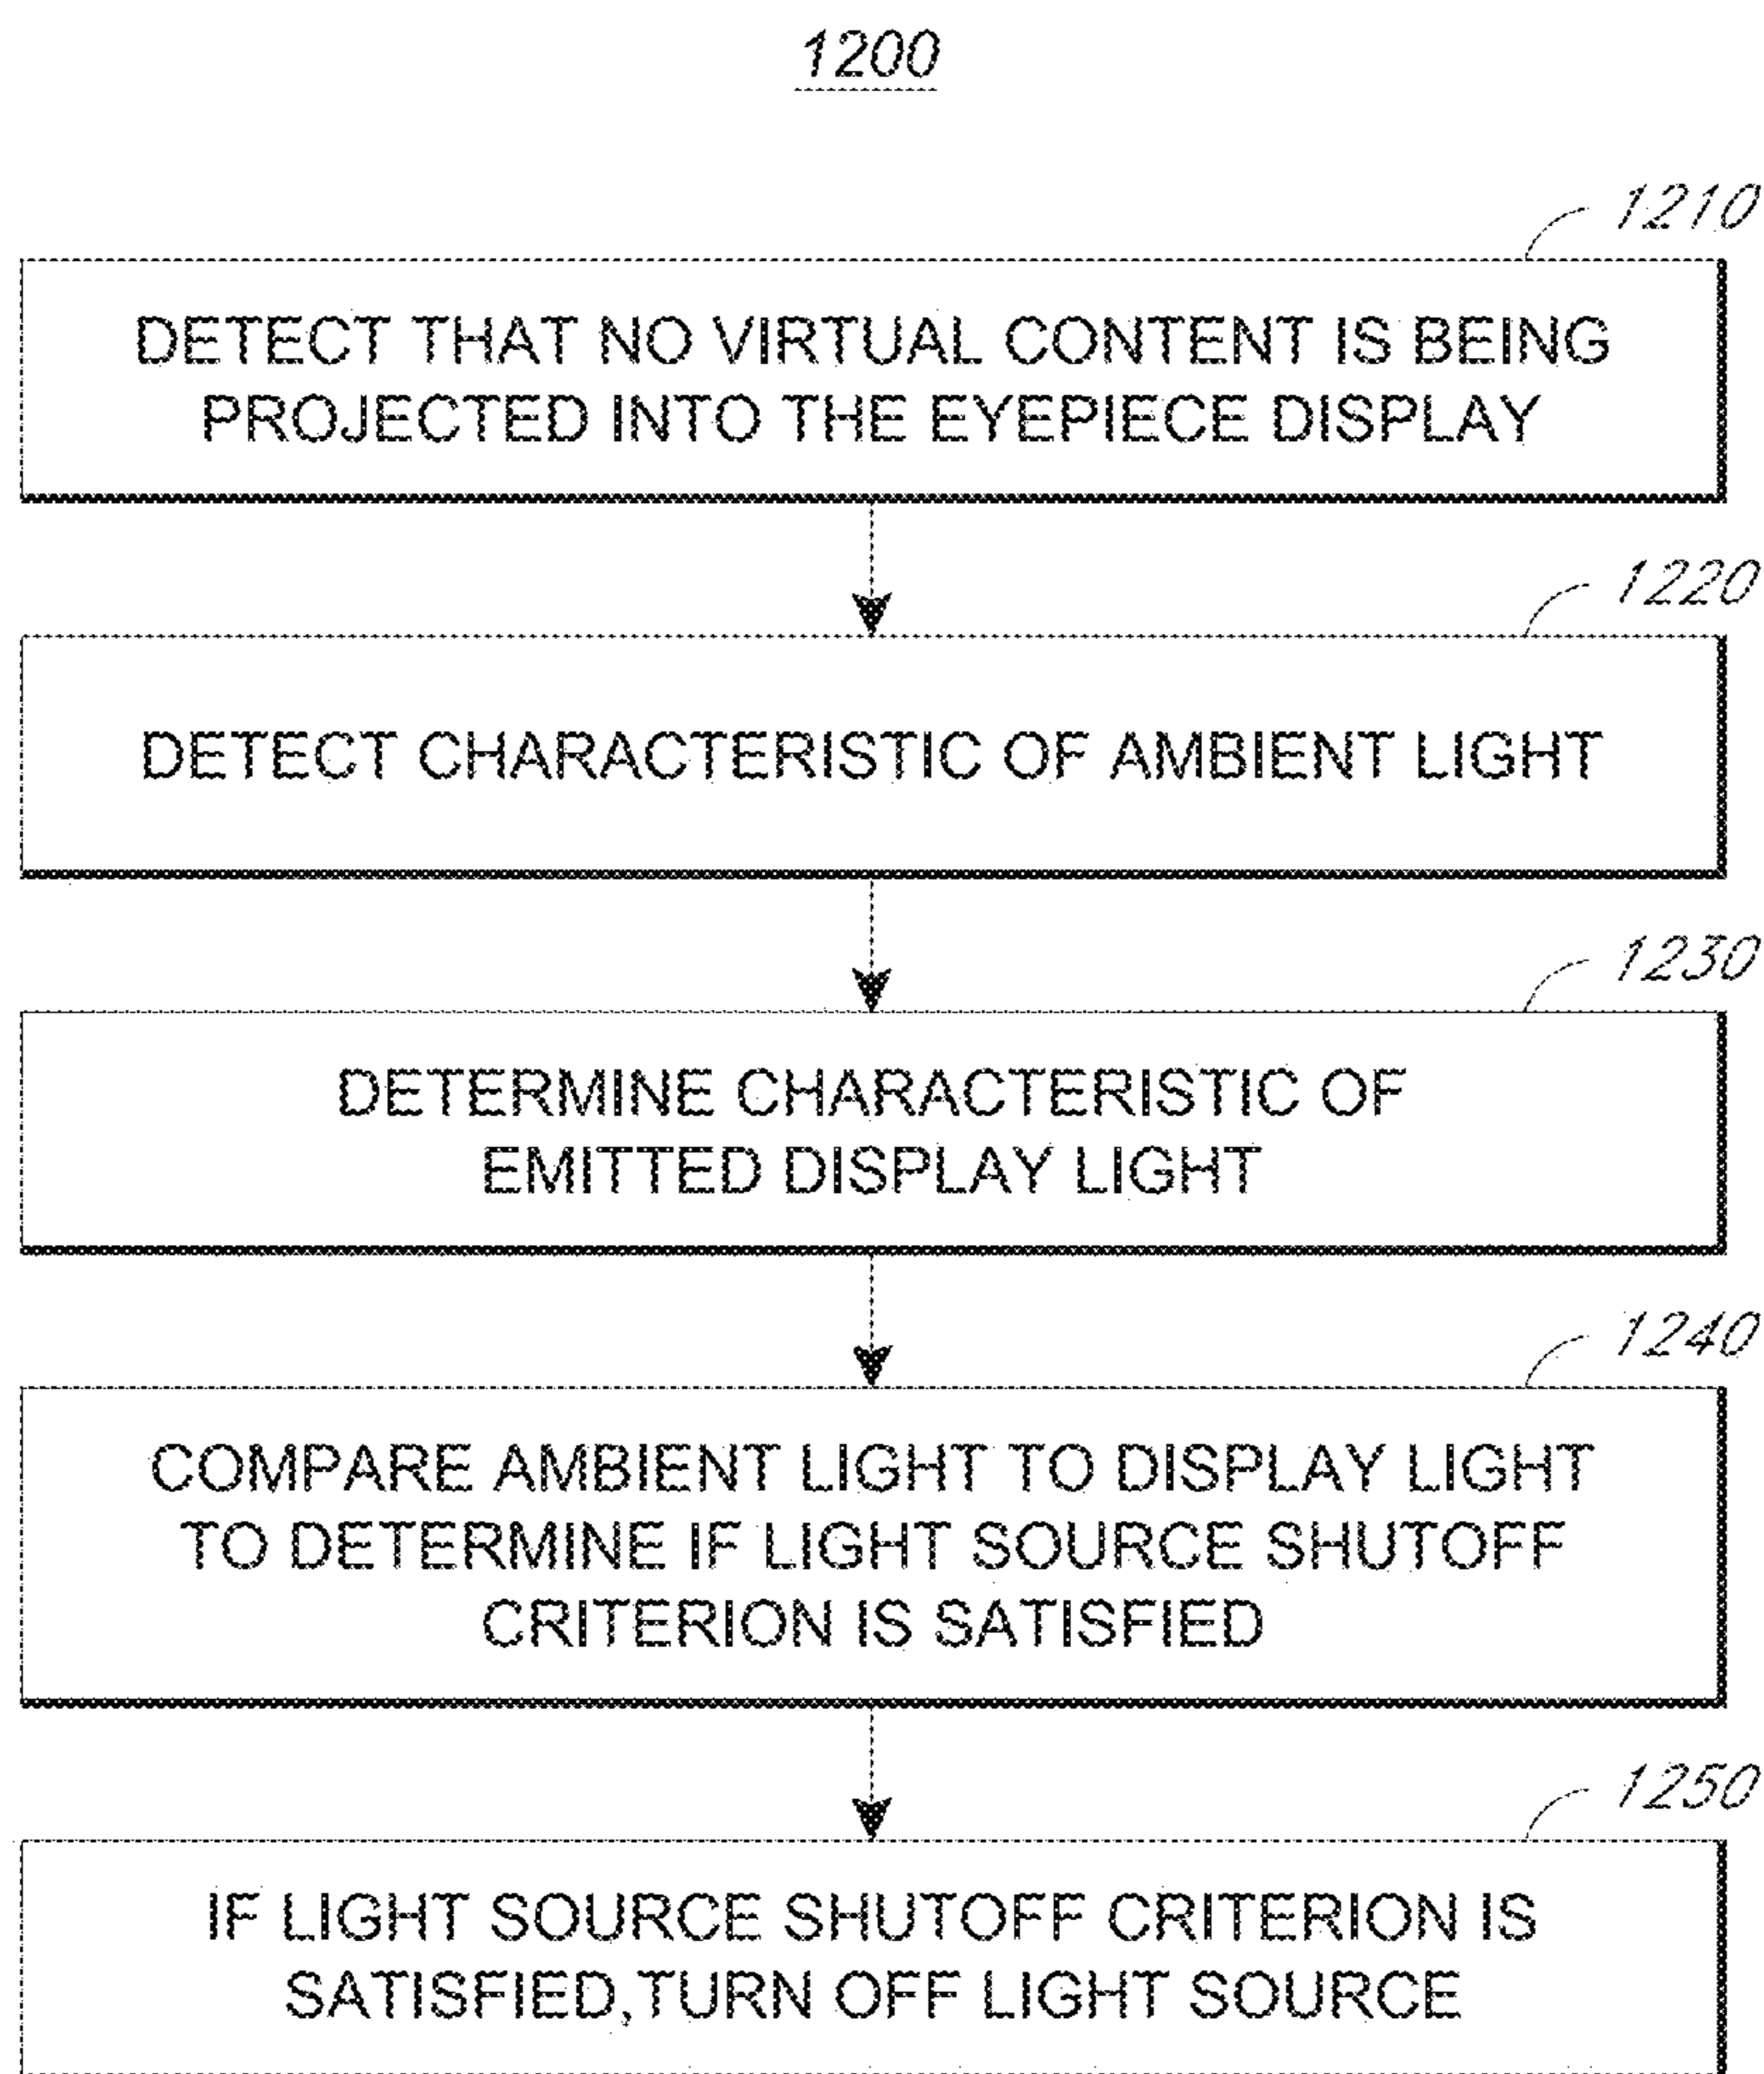 1200
1210
DETECT THAT NO VIRTUAL CONTENT IS BEING
PROJECTED INTO THE EYEPIECE DISPLAY
1220
DETECT CHARACTERISTIC OF AMBIENT LIGHT
1230
DETERMINE CHARACTERISTIC OF
EMITTED DISPLAY LIGHT
1240
COMPARE AMBIENT LIGHT TO DISPLAY LIGHT
TO DETERMINE IF LIGHT SOURCE SHUTOFF
CRITERION IS SATISFIED
1250
IF LIGHT SOURCE SHUTOFF CRITERION IS
SATISFIED,TURN OFF LIGHT SOURCE